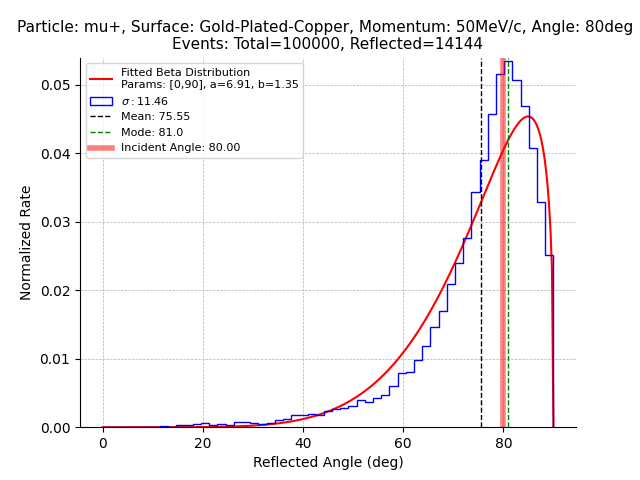 Particle: mu+, Surface: Gold-Plated-Copper, Momentum: 50MeV/c, Angle: 80deg
Events: Total=100000, Reflected=14144
Fitted Beta Distribution
Params: [0,90], a=6.91, b=1.35
σ: 11.46
Mean: 75.55
Mode: 81.0
Incident Angle: 80.00
Normalized Rate
0.05
0.04
0.03
0.02
0.01
0.00
0 20 40 60 80
Reflected Angle (deg)